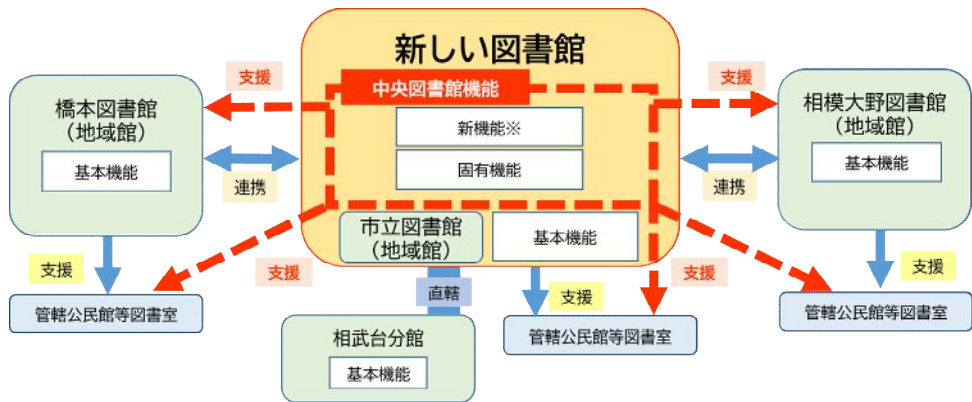 新しい図書館
中央図書館機能
新機能※
固有機能
市立図書館
(地域館)
基本機能
支援
橋本図書館
(地域館)
基本機能
連携
支援
管轄公民館等図書室
支援
支援
相模大野図書館
(地域館)
基本機能
連携
支援
管轄公民館等図書室
支援
直轄
相武台分館
基本機能
支援
管轄公民館等図書室